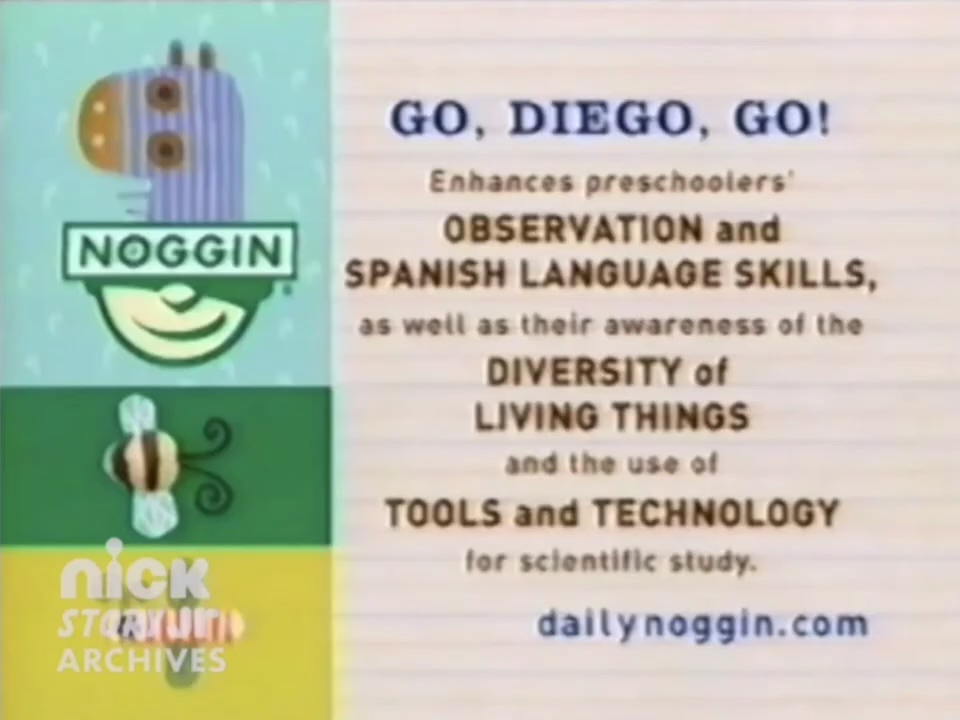 NOGGIN
GO, DIEGO, GO!
Enhances preschoolers'
OBSERVATION and
SPANISH LANGUAGE SKILLS,
as well as their awareness of the
DIVERSITY of
LIVING THINGS
and the use of
TOOLS and TECHNOLOGY
for scientific study.
dailynoggin.com
nick
ARCHIVES